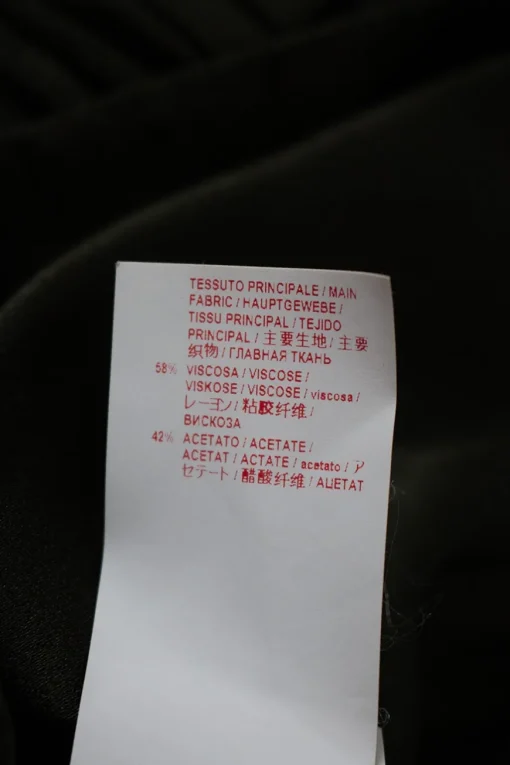 TESSUTO PRINCIPALE / MAIN
FABRIC / HAUPTGEWEBE /
TISSU PRINCIPAL / TEJIDO
PRINCIPAL / 主要生地 / 主要
织物 / ГЛАВНАЯ ТКАНЬ
58% VISCOSA / VISCOSE /
VISKOSE / VISCOSE / viscosa /
レーヨン / 粘胶纤维 /
ВИСКОЗА
42% ACETATO / ACETATE /
ACETAT / ACTATE / acetato / ア
セテート / 醋酸纤维 / АЦЕТАТ